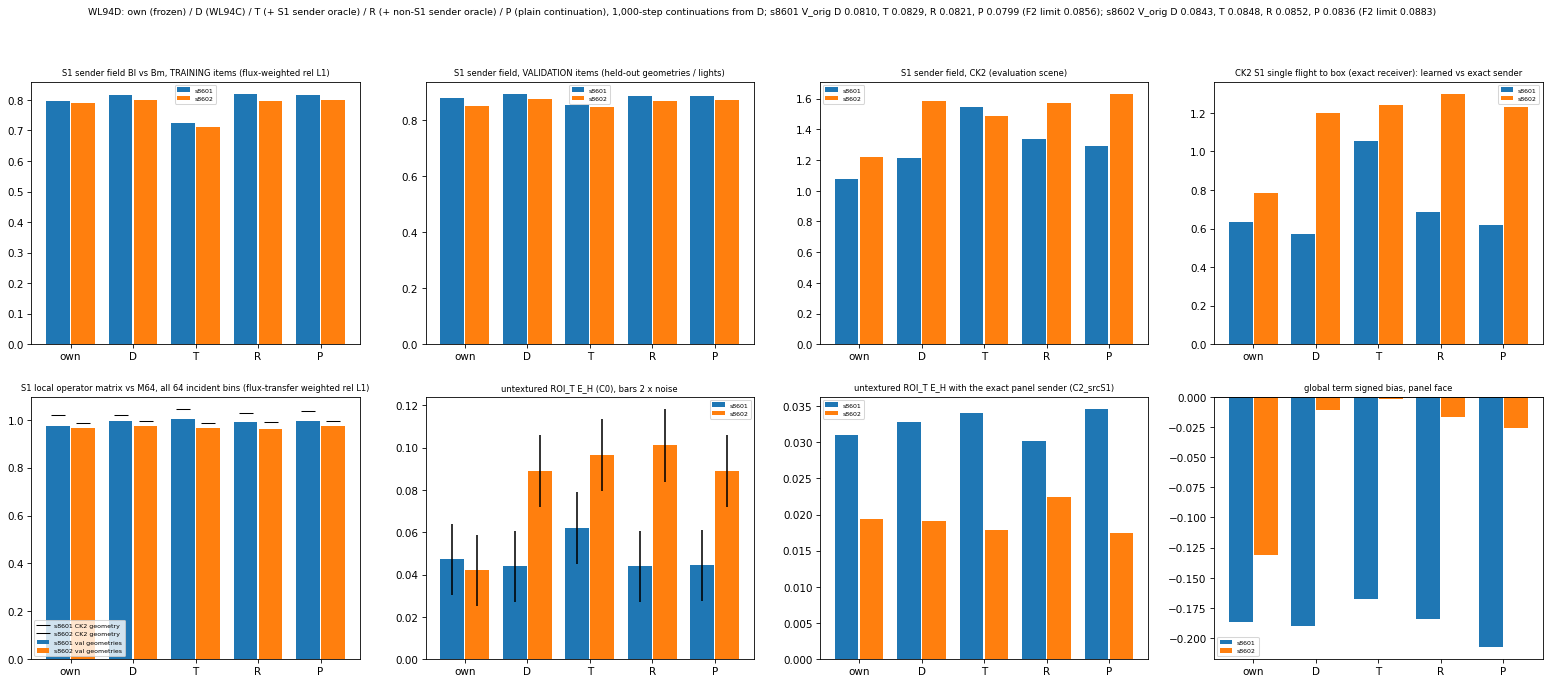 WL94D: own (frozen) / D (WL94C) / T (+ S1 sender oracle) / R (+ non-S1 sender oracle) / P (plain continuation), 1,000-step continuations from D; s8601 V_orig D 0.0810, T 0.0829, R 0.0821, P 0.0799 (F2 limit 0.0856); s8602 V_orig D 0.0843, T 0.0848, R 0.0852, P 0.0836 (F2 limit 0.0883)
S1 sender field Bl vs Bm, TRAINING items (flux-weighted rel L1)
s8601
s8602
0.8
0.7
0.6
0.5
0.4
0.3
0.2
0.1
0.0
own D T R P
S1 sender field, VALIDATION items (held-out geometries / lights)
s8601
s8602
0.8
0.6
0.4
0.2
0.0
own D T R P
S1 sender field, CK2 (evaluation scene)
s8601
s8602
1.6
1.4
1.2
1.0
0.8
0.6
0.4
0.2
0.0
own D T R P
CK2 S1 single flight to box (exact receiver): learned vs exact sender
s8601
s8602
1.2
1.0
0.8
0.6
0.4
0.2
0.0
own D T R P
S1 local operator matrix vs M64, all 64 incident bins (flux-transfer weighted rel L1)
1.0
0.8
0.6
0.4
0.2
0.0
s8601 CK2 geometry
s8602 CK2 geometry
s8601 val geometries
s8602 val geometries
own D T R P
untextured ROI_T E_H (C0), bars 2 x noise
s8601
s8602
0.12
0.10
0.08
0.06
0.04
0.02
0.00
own D T R P
untextured ROI_T E_H with the exact panel sender (C2_srcS1)
s8601
s8602
0.035
0.030
0.025
0.020
0.015
0.010
0.005
0.000
own D T R P
global term signed bias, panel face
0.000
−0.025
−0.050
−0.075
−0.100
−0.125
−0.150
−0.175
−0.200
s8601
s8602
own D T R P